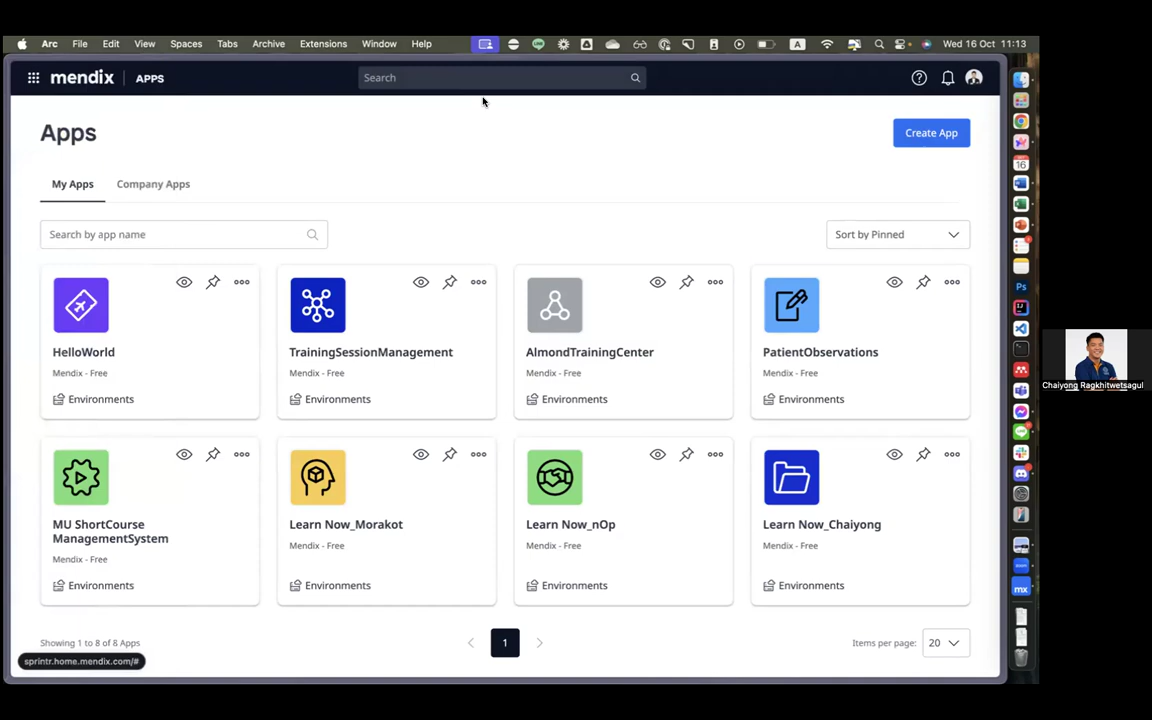 Arc File Edit View Spaces Tabs Archive Extensions Window Help A Wed 16 Oct 11:13
mendix APPS Search
Apps
Create App
My Apps Company Apps
Search by app name Sort by Pinned
HelloWorld TrainingSessionManagement AlmondTrainingCenter PatientObservations
Mendix - Free Mendix - Free Mendix - Free Mendix - Free
Environments Environments Environments Environments
MU ShortCourse Learn Now_Morakot Learn Now_nOp Learn Now_Chaiyong
ManagementSystem
Mendix - Free Mendix - Free Mendix - Free Mendix - Free
Environments Environments Environments Environments
Showing 1 to 8 of 8 Apps 1 Items per page: 20
sprintr.home.mendix.com/#
16
Ps
mx
Chaiyong Ragkhitwetsagul